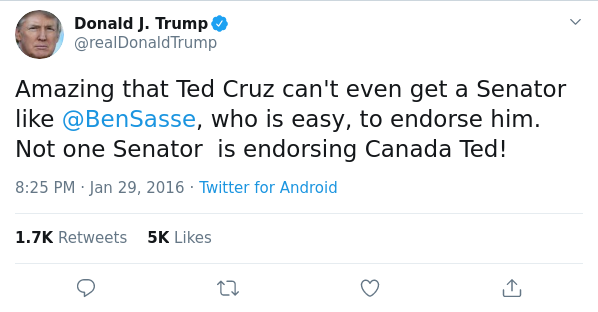 Donald J. Trump
@realDonaldTrump
Amazing that Ted Cruz can't even get a Senator
like @BenSasse, who is easy, to endorse him.
Not one Senator  is endorsing Canada Ted!
8:25 PM · Jan 29, 2016 · Twitter for Android
1.7K Retweets 5K Likes